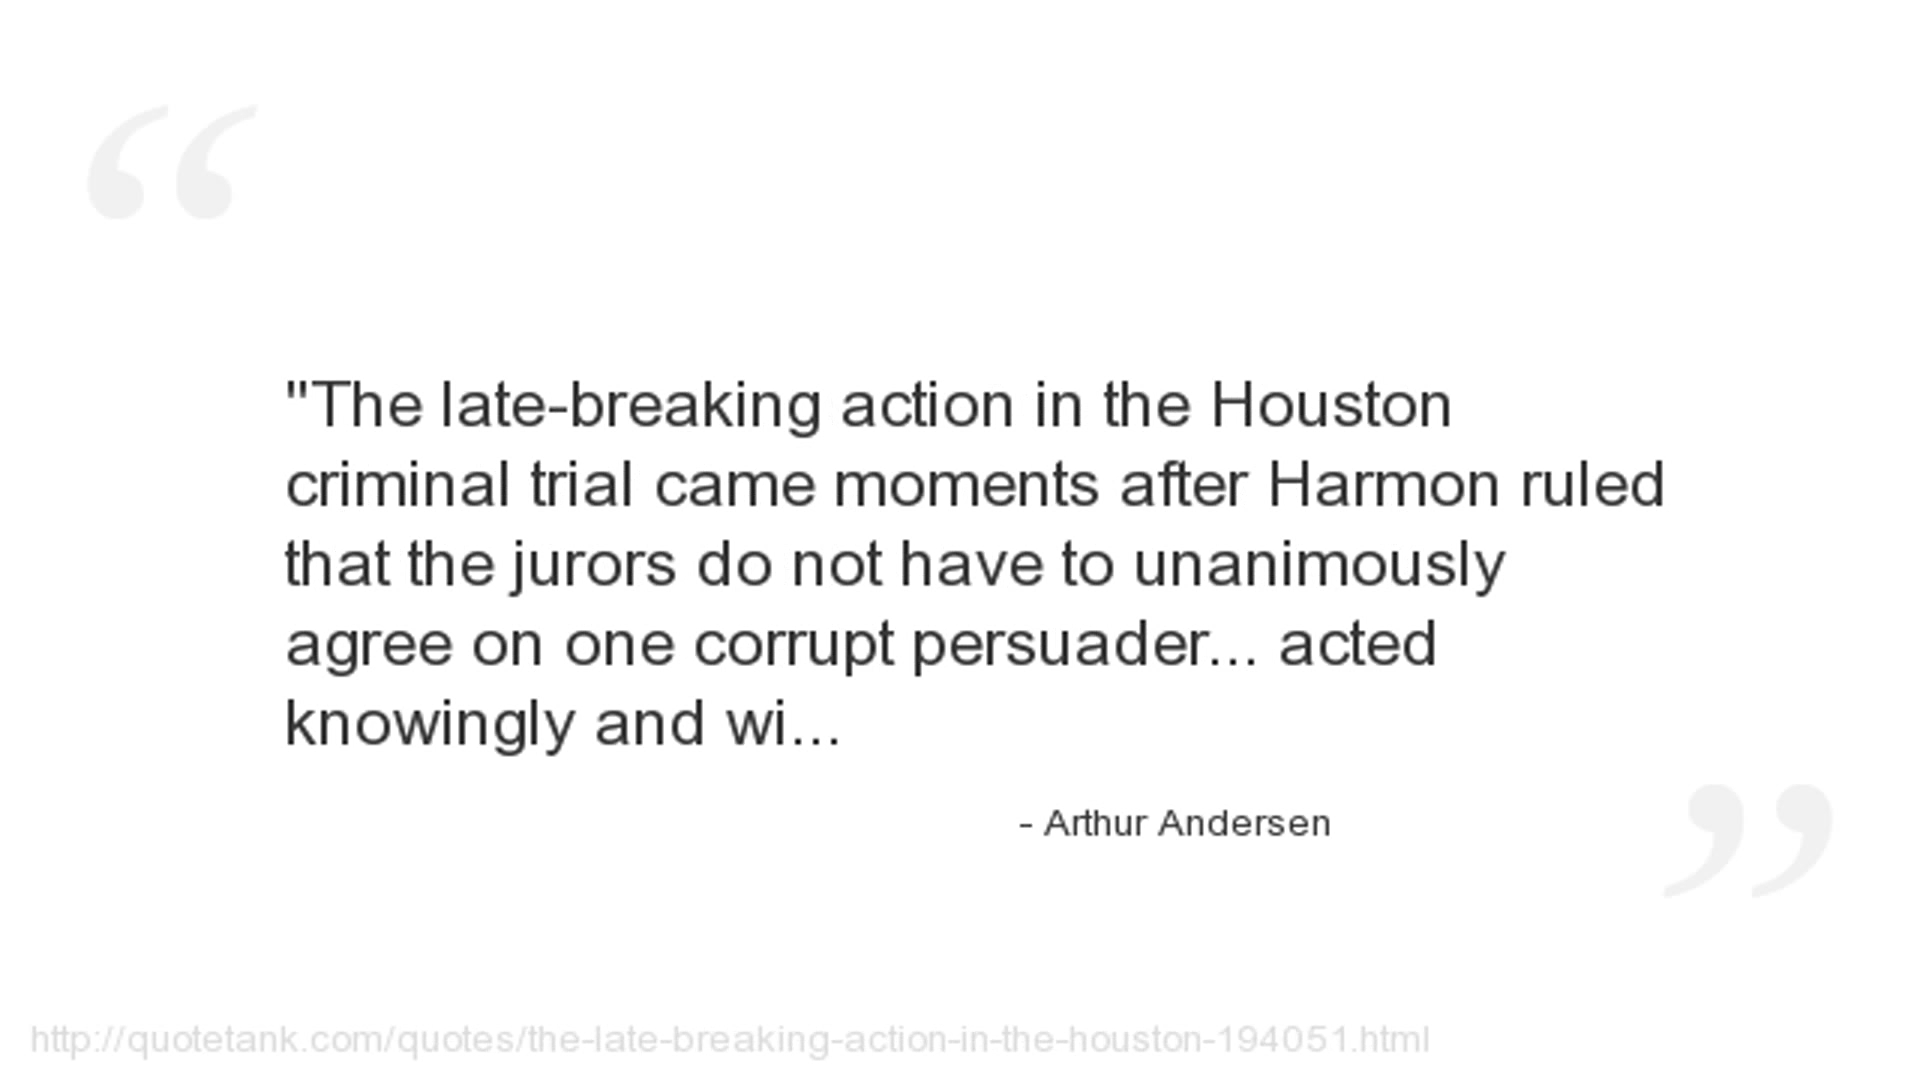 "The late-breaking action in the Houston
criminal trial came moments after Harmon ruled
that the jurors do not have to unanimously
agree on one corrupt persuader... acted
knowingly and wi...
- Arthur Andersen
http://quotetank.com/quotes/the-late-breaking-action-in-the-houston-194051.html